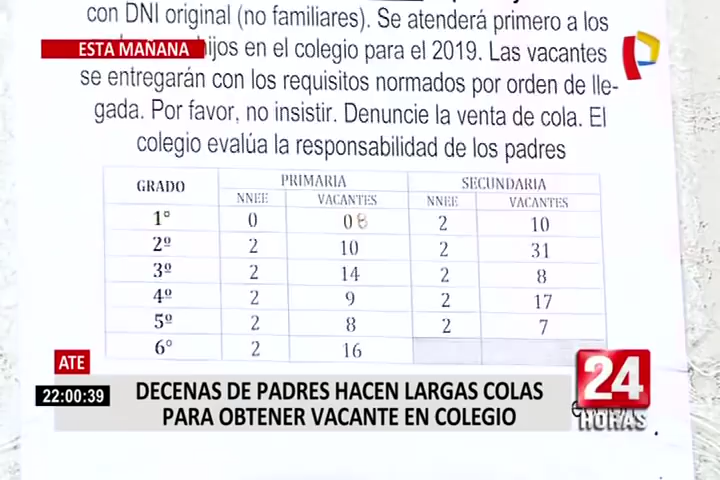 con DNI original (no familiares). Se atenderá primero a los
hijos en el colegio para el 2019. Las vacantes
ESTA MAÑANA
se entregarán con los requisitos normados por orden de lle-
gada. Por favor, no insistir. Denuncie la venta de cola. El
colegio evalúa la responsabilidad de los padres
GRADO PRIMARIA SECUNDARIA
NNEE VACANTES NNEE VACANTES
1° 0 08 2 10
2º 2 10 2 31
3º 2 14 2 8
4º 2 9 2 17
5º 2 8 2 7
6° 2 16
ATE
22:00:39
DECENAS DE PADRES HACEN LARGAS COLAS
PARA OBTENER VACANTE EN COLEGIO
24
HORAS